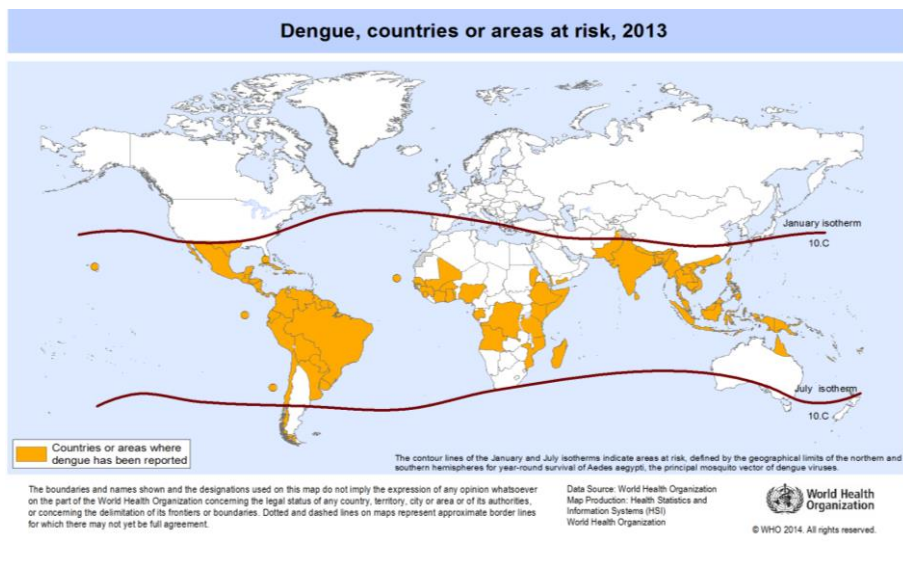 Dengue, countries or areas at risk, 2013
January isotherm
10.C
July isotherm
10.C
Countries or areas where
dengue has been reported
The contour lines of the January and July isotherms indicate areas at risk, defined by the geographical limits of the northern and
southern hemispheres for year-round survival of Aedes aegypti, the principal mosquito vector of dengue viruses.
The boundaries and names shown and the designations used on this map do not imply the expression of any opinion whatsoever
on the part of the World Health Organization concerning the legal status of any country, territory, city or area or of its authorities,
or concerning the delimitation of its frontiers or boundaries. Dotted and dashed lines on maps represent approximate border lines
for which there may not yet be full agreement.
Data Source: World Health Organization
Map Production: Health Statistics and
Information Systems (HSI)
World Health Organization
World Health
Organization
© WHO 2014. All rights reserved.